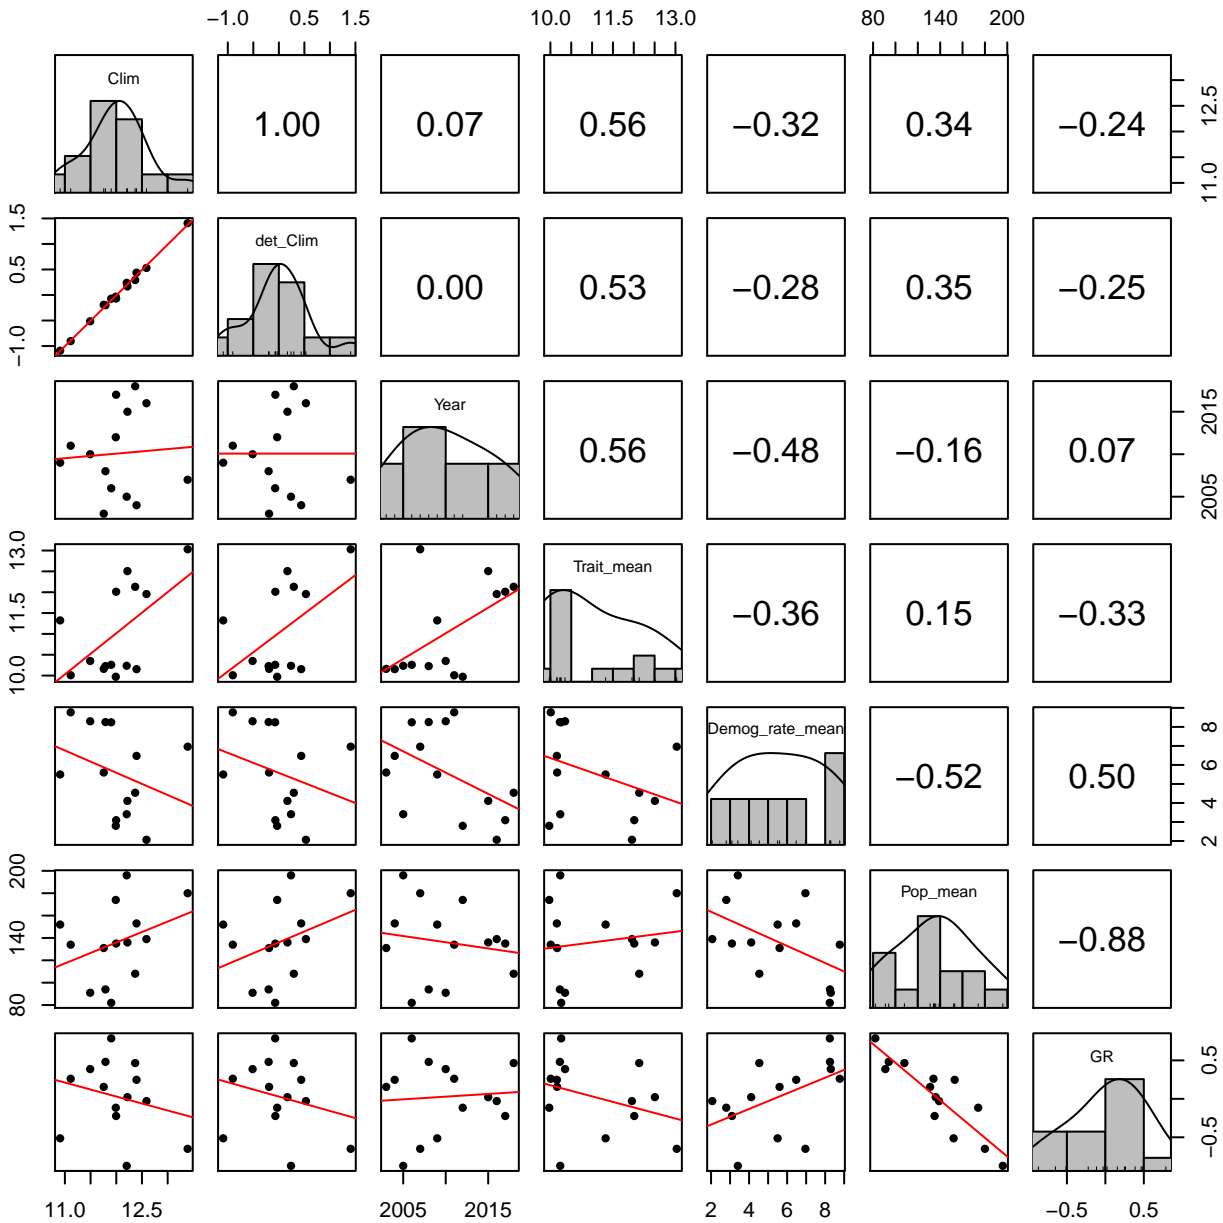 −1.0 0.5 1.5 10.0 11.5 13.0 80 140 200
Clim
1.00 0.07 0.56 −0.32 0.34 −0.24
11.0 12.5
−1.0 0.5 1.5
det_Clim
0.00 0.53 −0.28 0.35 −0.25
Year
0.56 −0.48 −0.16 0.07
2005 2015
10.0 11.5 13.0
Trait_mean
−0.36 0.15 −0.33
Demog_rate_mean
−0.52 0.50
2 4 6 8
80 140 200
Pop_mean
−0.88
GR
−0.5 0.5
11.0 12.5 2005 2015 2 4 6 8 −0.5 0.5